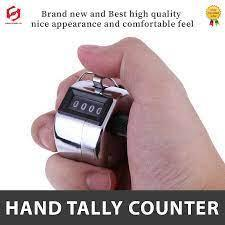 Brand new and Best high quality
nice appearance and comfortable feel
0000
HAND TALLY COUNTER